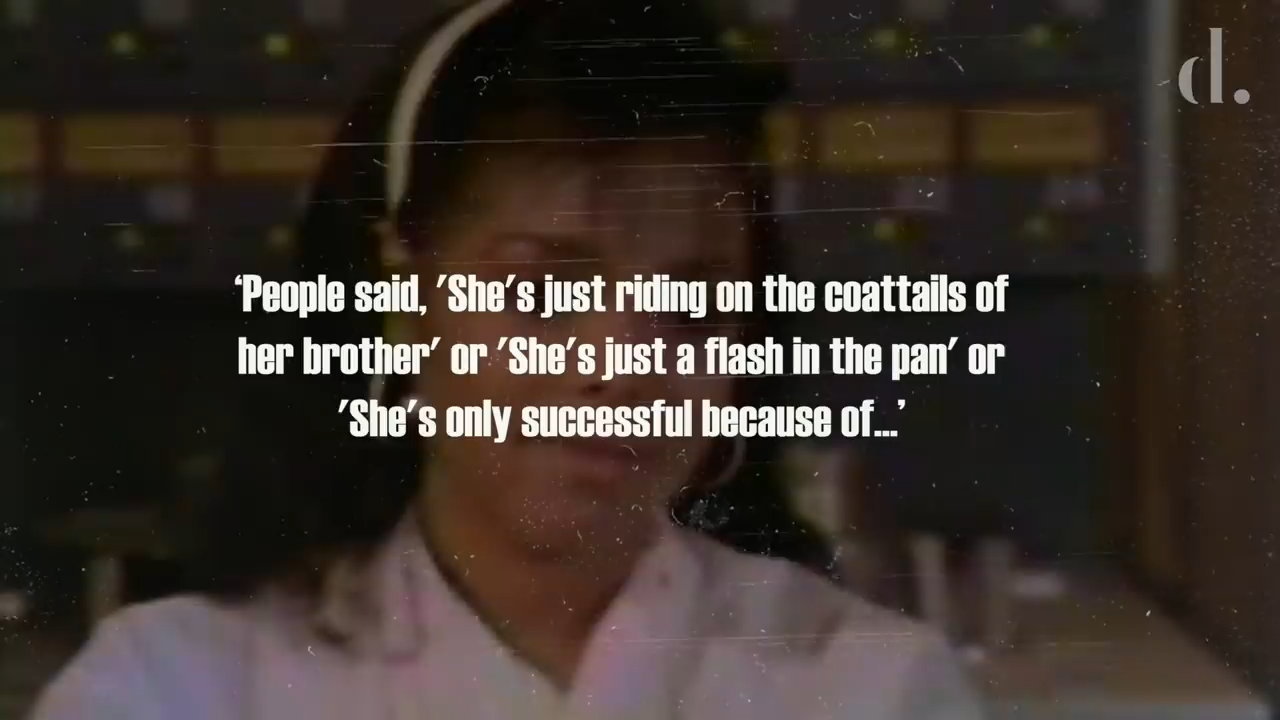 d.
‘People said, 'She's just riding on the coattails of
her brother' or 'She's just a flash in the pan' or
'She's only successful because of...’